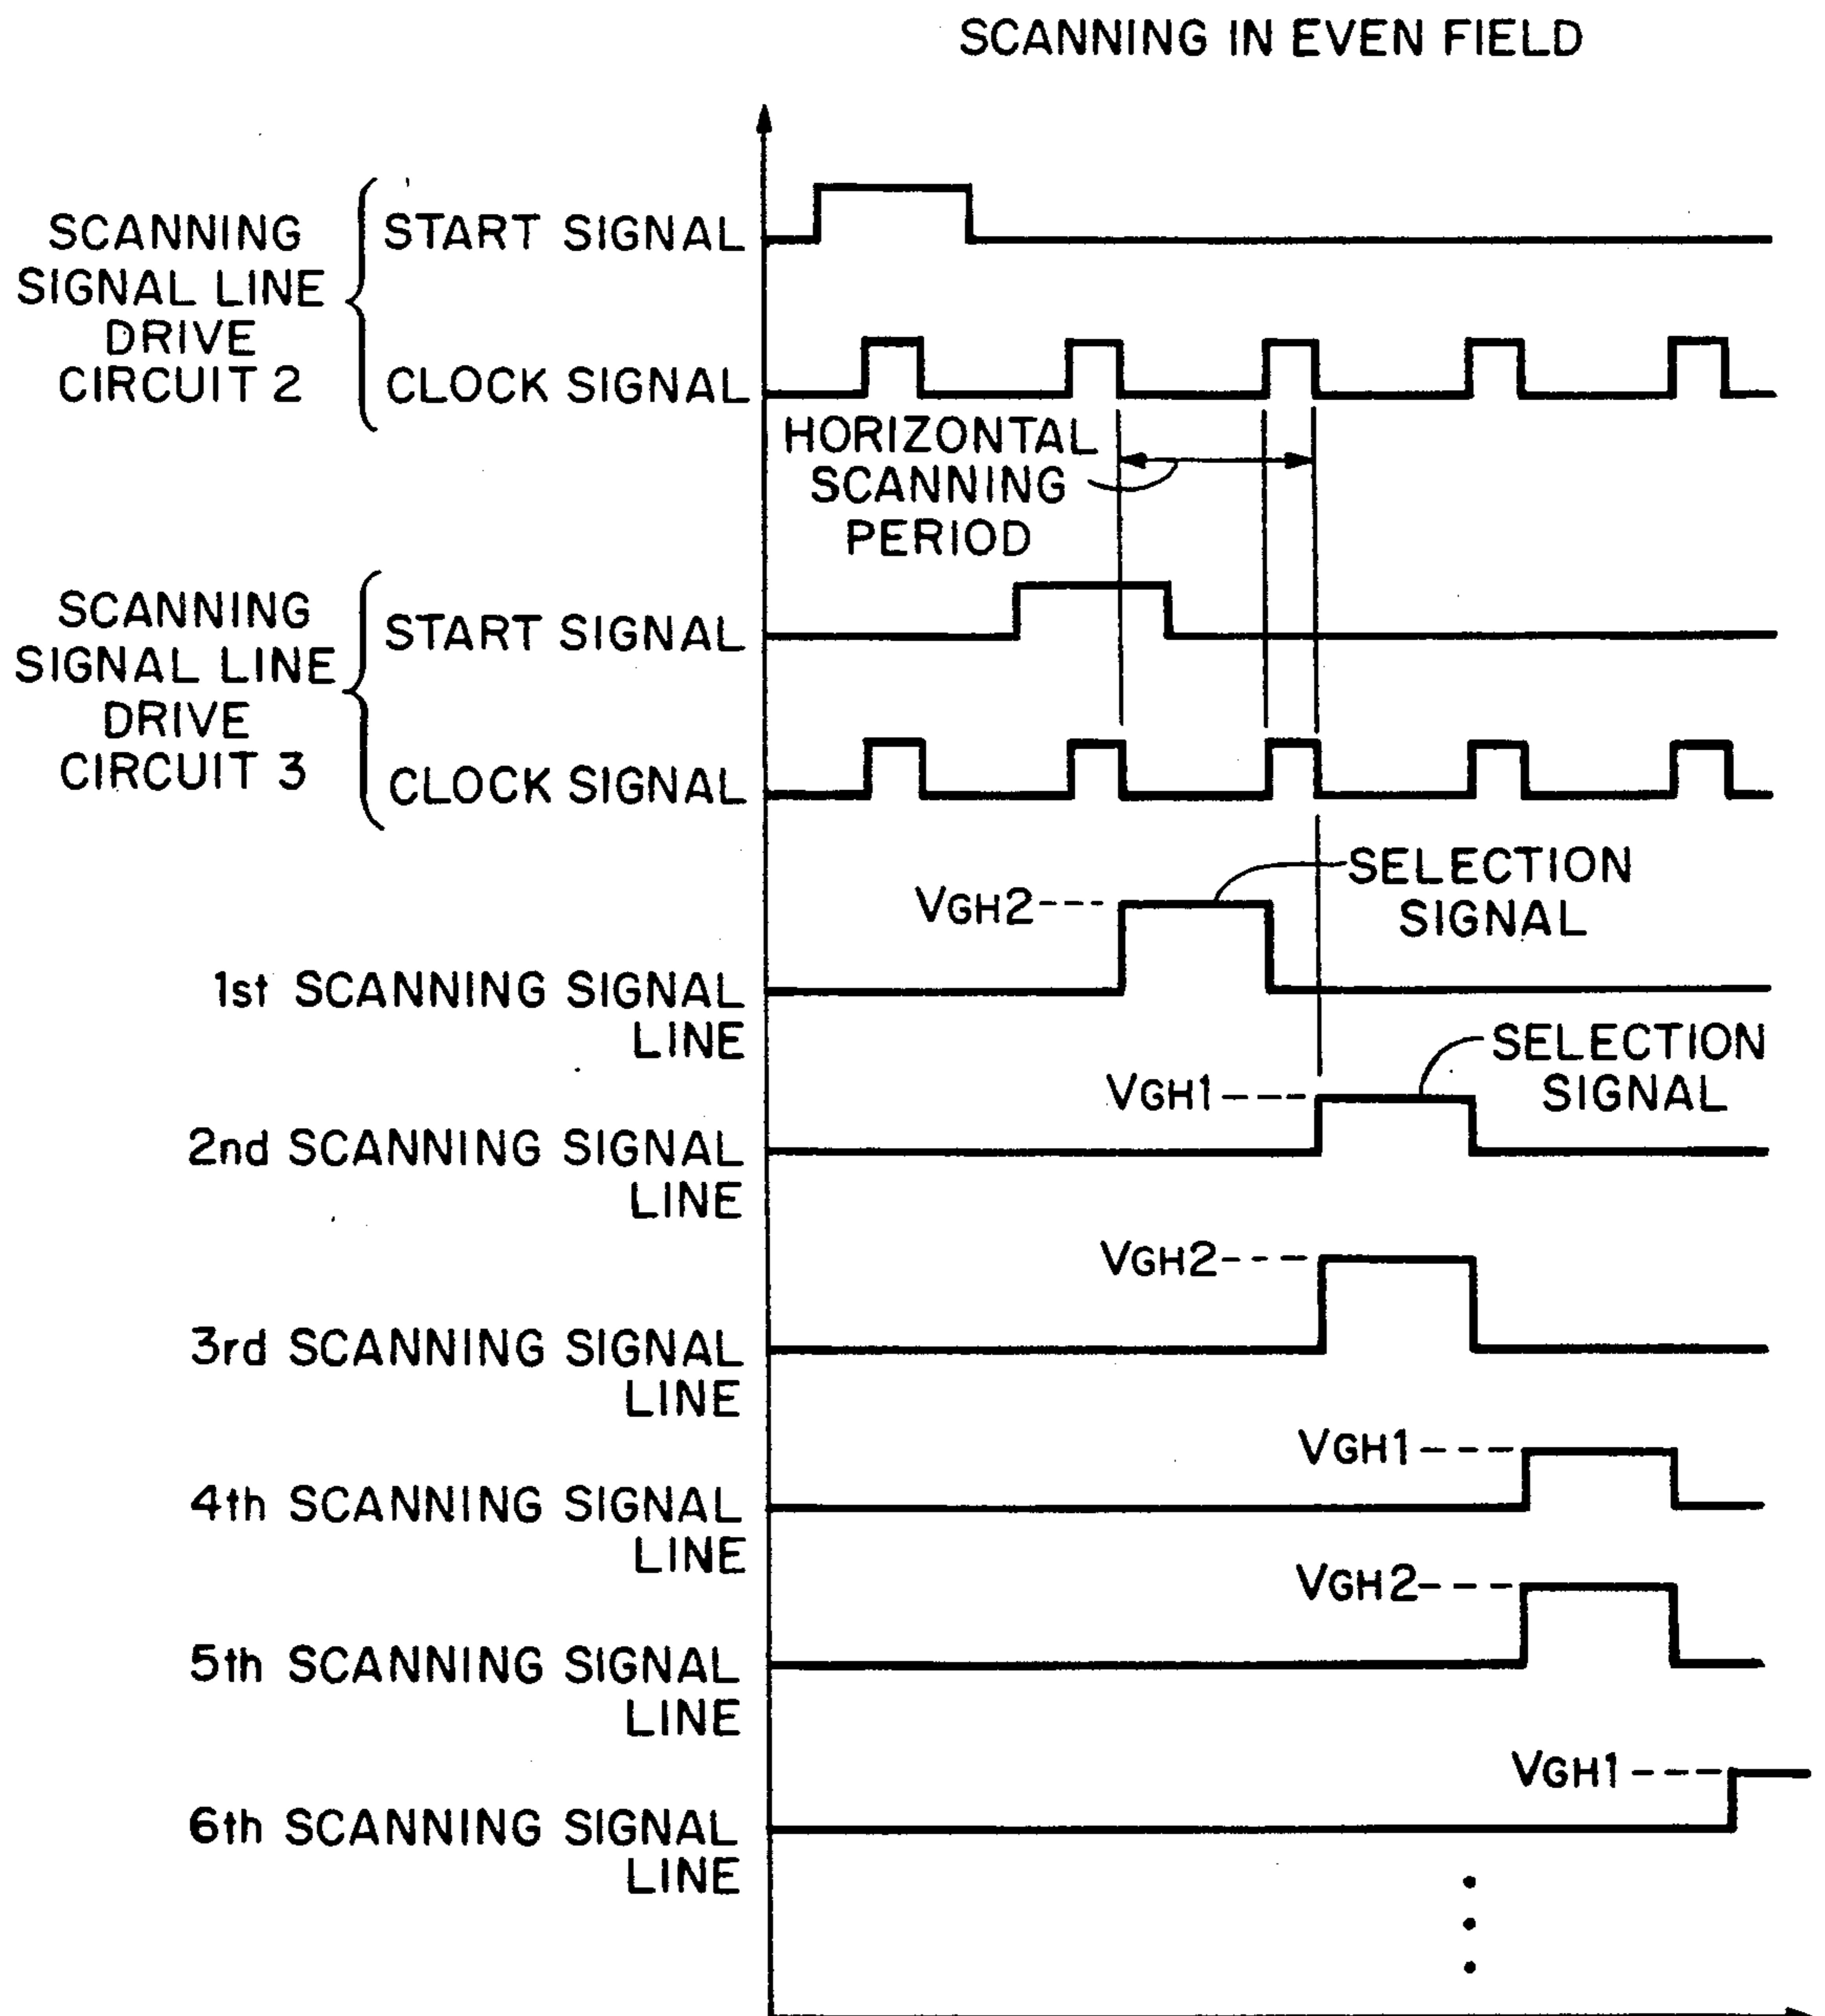 SCANNING IN EVEN FIELD
SCANNING
SIGNAL LINE
DRIVE
CIRCUIT 2
START SIGNAL
CLOCK SIGNAL
HORIZONTAL
SCANNING
PERIOD
SCANNING
SIGNAL LINE
DRIVE
CIRCUIT 3
START SIGNAL
CLOCK SIGNAL
VGH2
SELECTION
SIGNAL
1st SCANNING SIGNAL
LINE
VGH1
SELECTION
SIGNAL
2nd SCANNING SIGNAL
LINE
VGH2
3rd SCANNING SIGNAL
LINE
VGH1
4th SCANNING SIGNAL
LINE
VGH2
5th SCANNING SIGNAL
LINE
VGH1
6th SCANNING SIGNAL
LINE